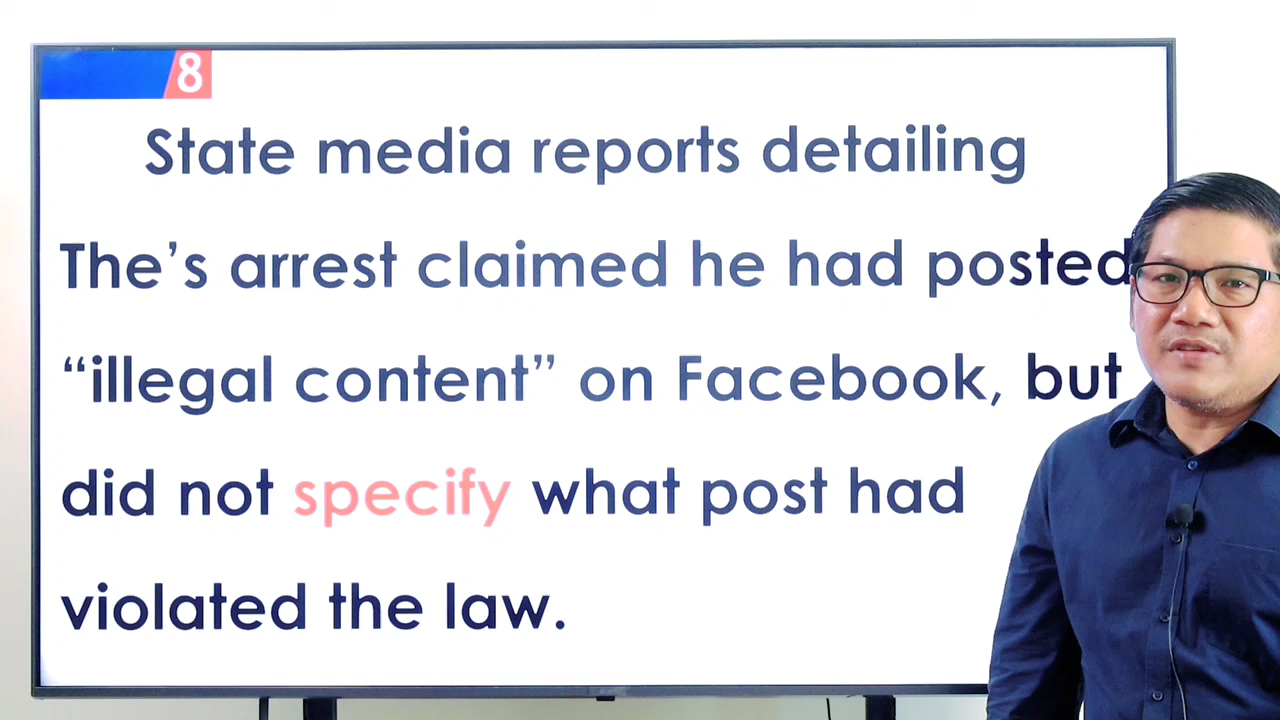 8
State media reports detailing
The’s arrest claimed he had posted
“illegal content” on Facebook, but
did not specify what post had
violated the law.